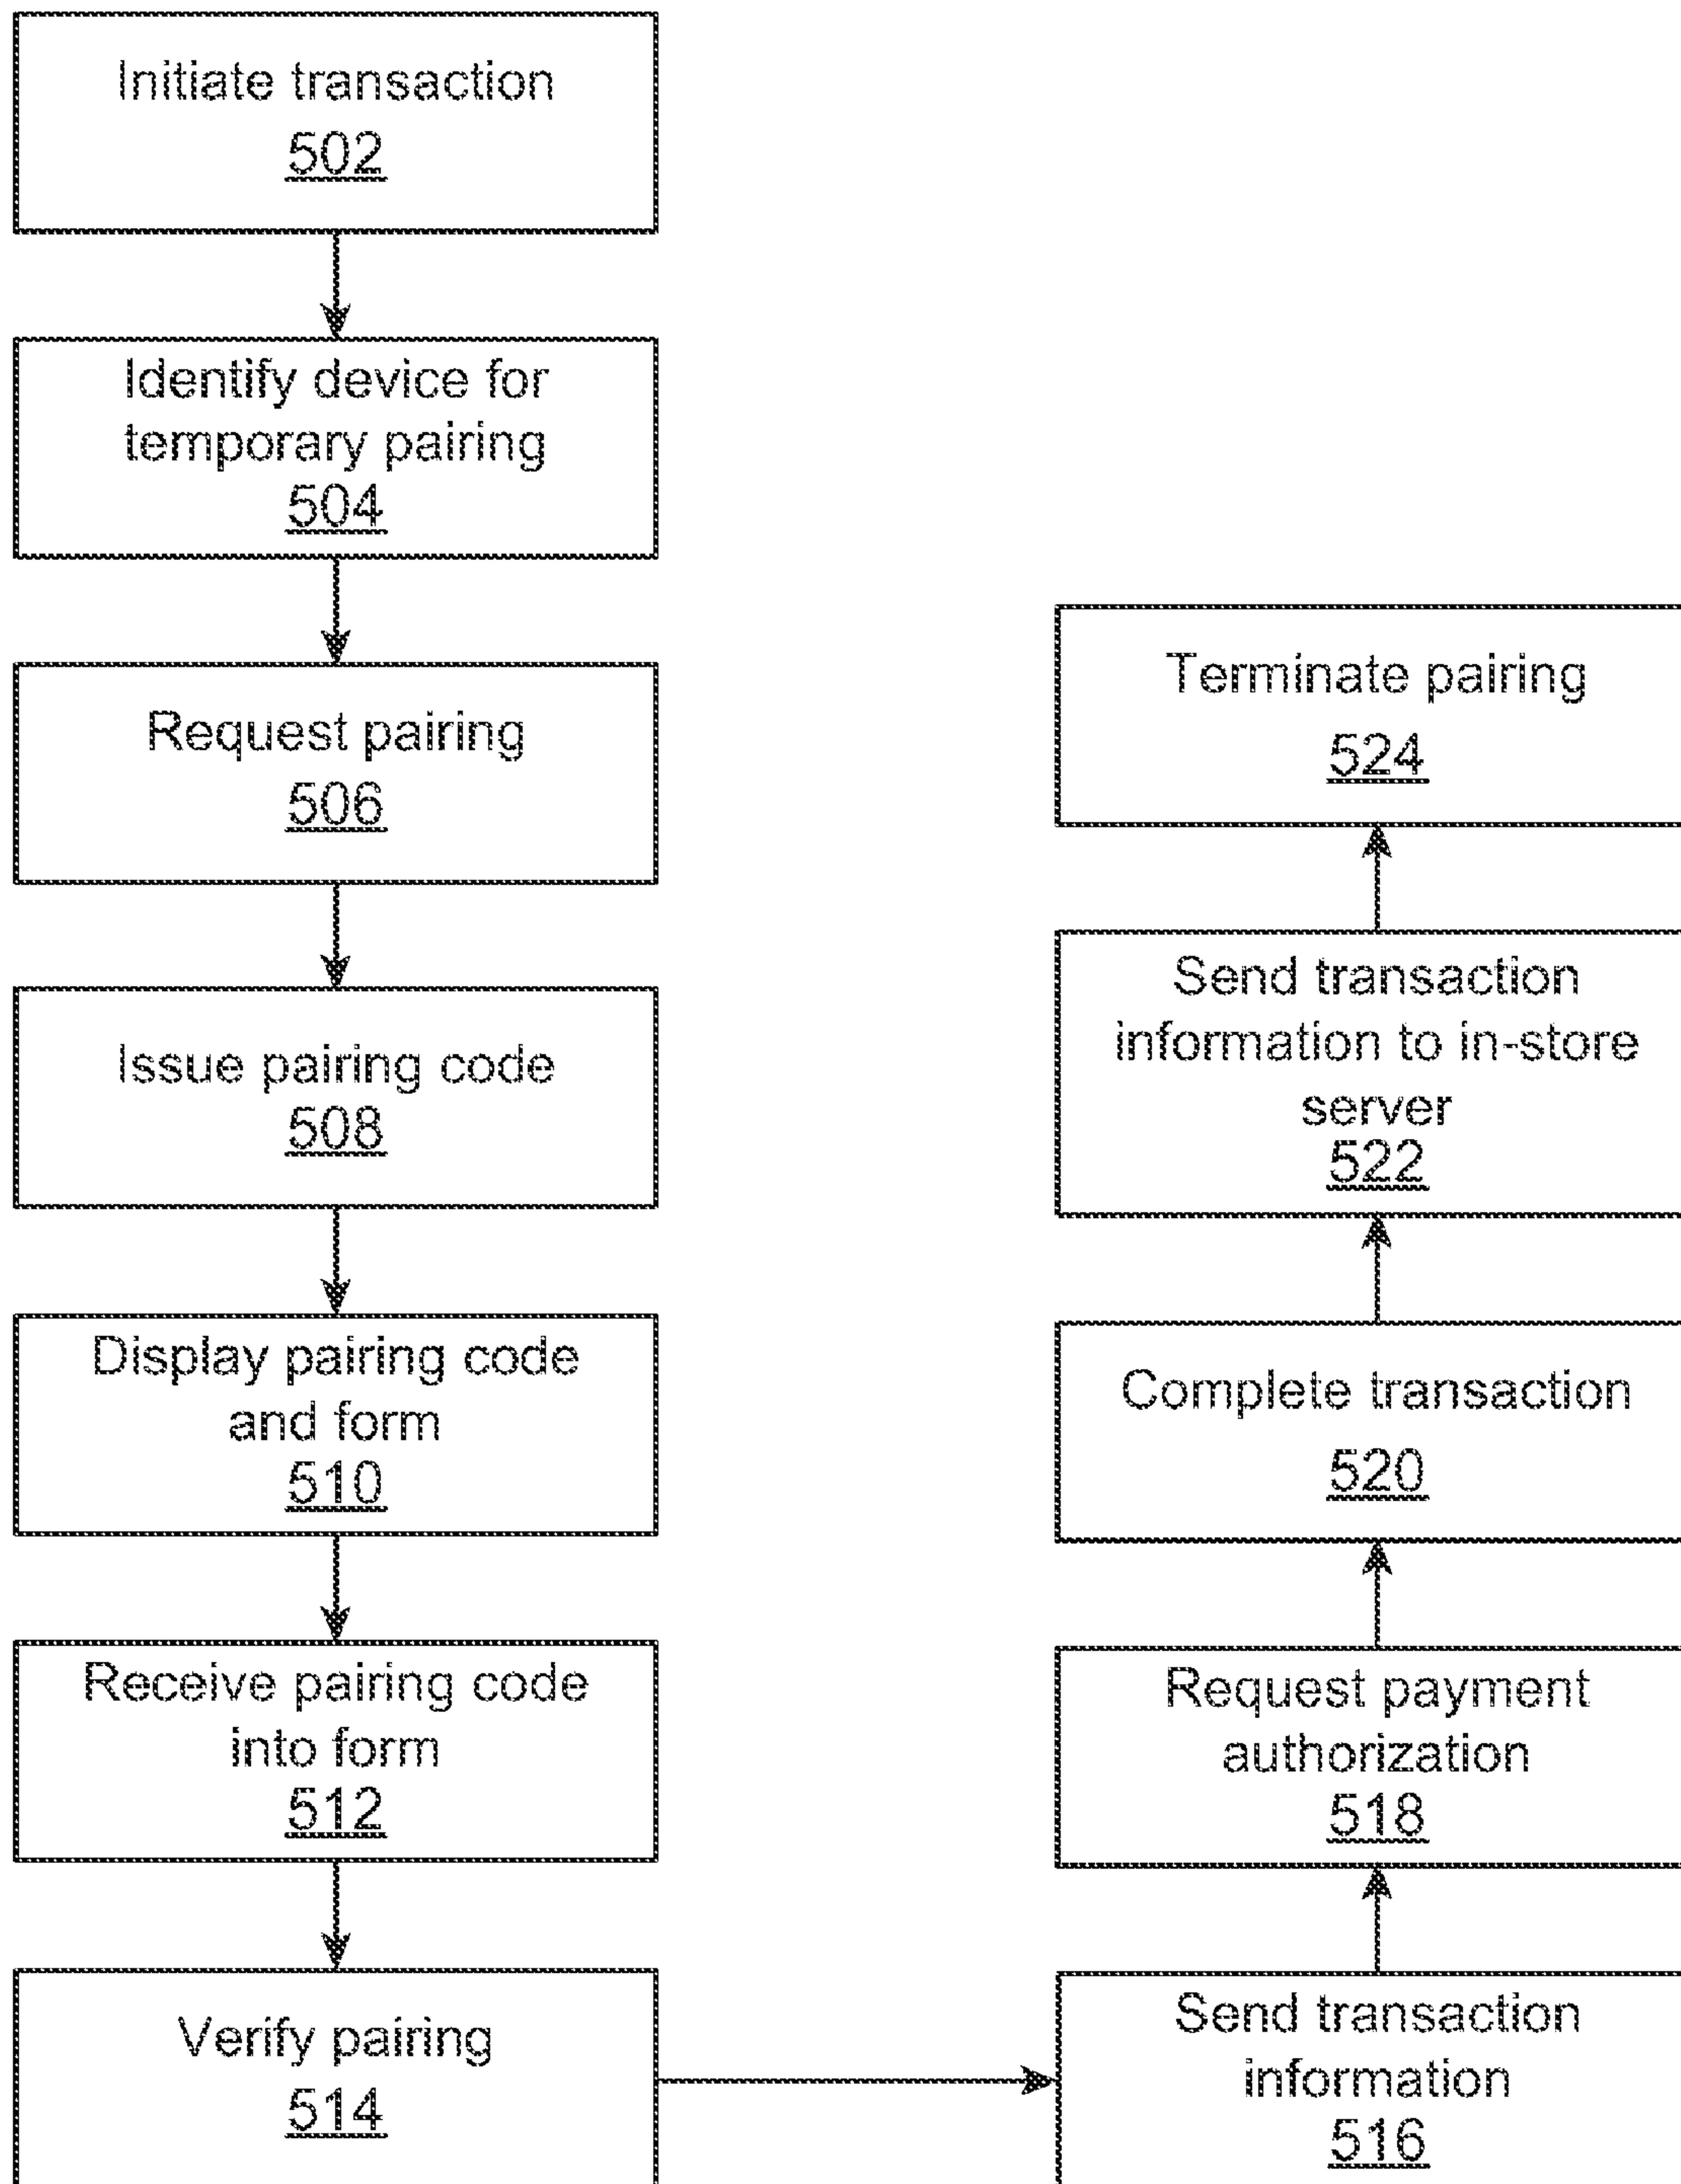 Initiate transaction
502
Identify device for
temporary pairing
504
Request pairing
506
Issue pairing code
508
Display pairing code
and form
510
Receive pairing code
into form
512
Verify pairing
514
Send transaction
information
516
Request payment
authorization
518
Complete transaction
520
Send transaction
information to in-store
server
522
Terminate pairing
524